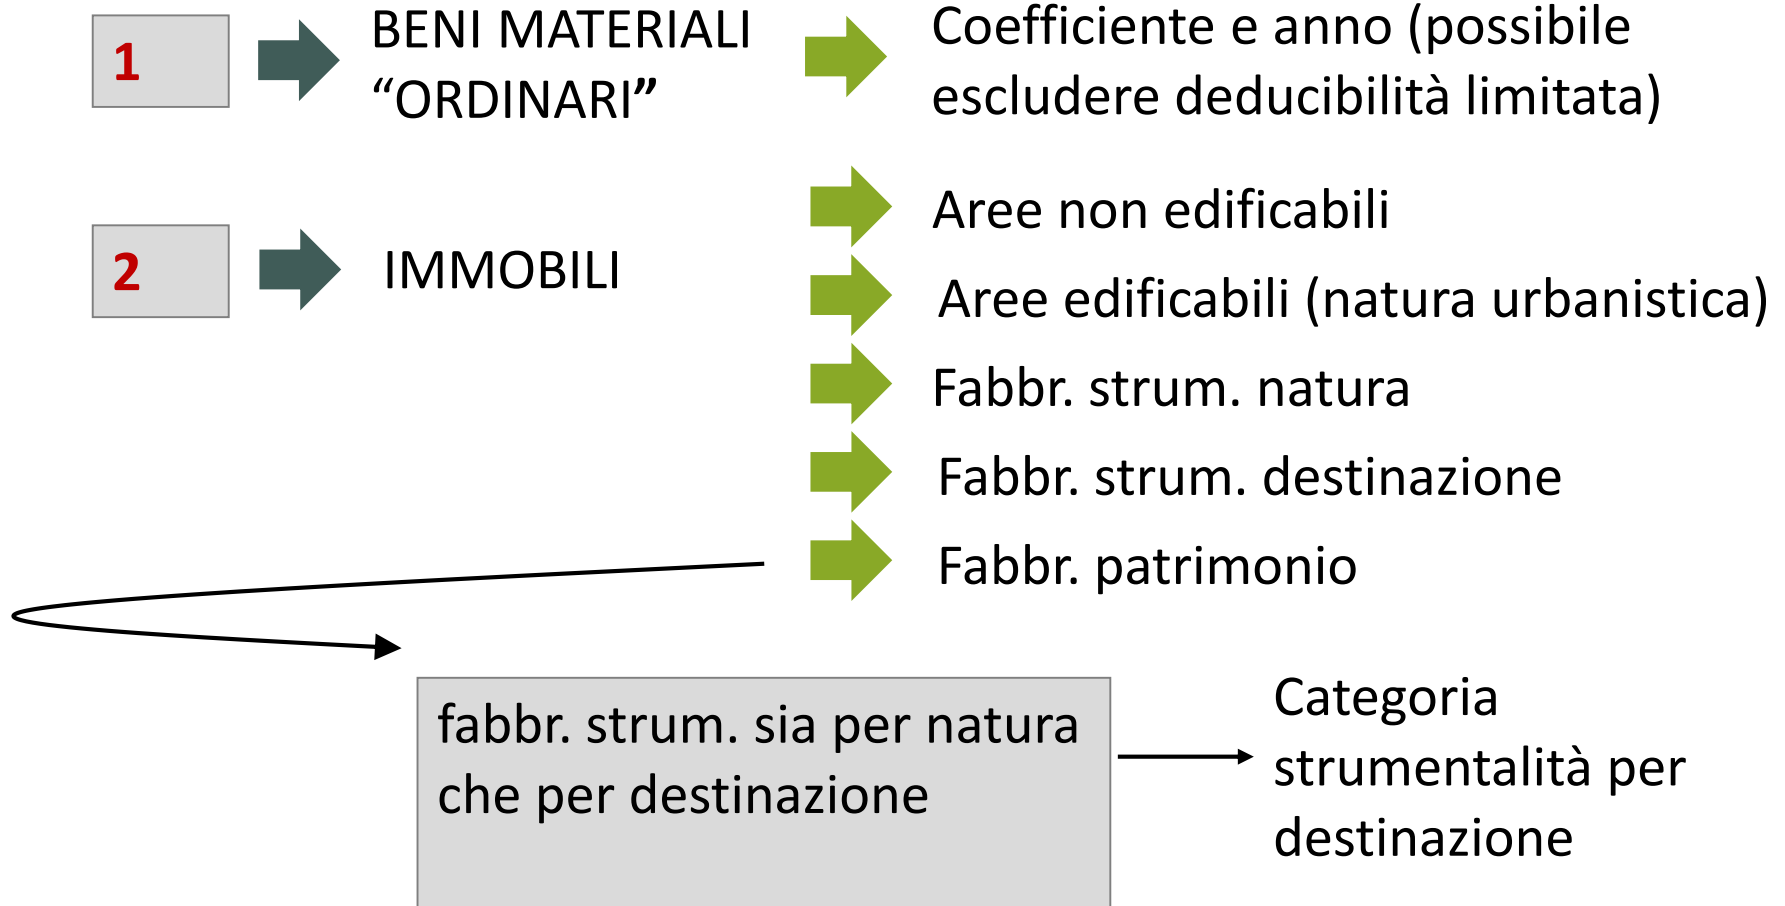 1
BENI MATERIALI
“ORDINARI”
Coefficiente e anno (possibile
escludere deducibilità limitata)
2
IMMOBILI
Aree non edificabili
Aree edificabili (natura urbanistica)
Fabbr. strum. natura
Fabbr. strum. destinazione
Fabbr. patrimonio
fabbr. strum. sia per natura
che per destinazione
Categoria
strumentalità per
destinazione